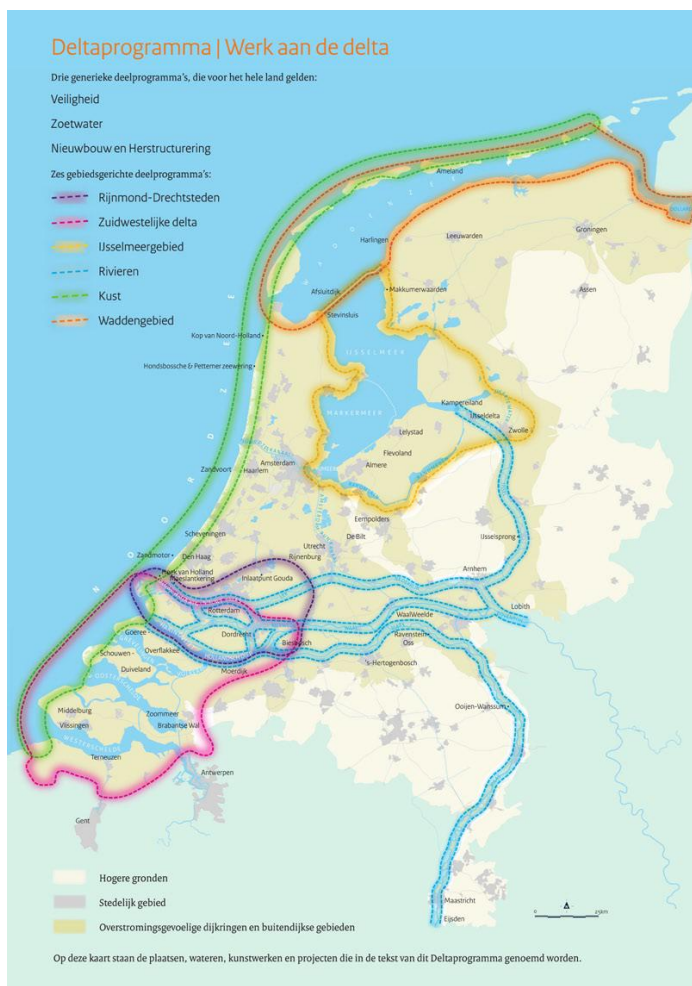 Deltaprogramma | Werk aan de delta
Drie generieke deelprogramma's, die voor het hele land gelden:
Veiligheid
Zoetwater
Nieuwbouw en Herstructurering
Zes gebiedsgerichte deelprogramma's:
Rijnmond-Drechtsteden
Zuidwestelijke delta
IJsselmeergebied
Rivieren
Kust
Waddengebied
Ameland
Groningen
Leeuwarden
Harlingen
Assen
Afsluitdijk
Makkumerwaarden
Stevinsluis
Kop van Noord-Holland
IJSSELMEER
Hondsbossche & Pettemer zeewering
NOORDZEE
Kampereiland
MARKERMEER
IJsseldelta
Zwolle
Lelystad
Flevoland
Amsterdam
Almere
Zandvoort
Haarlem
Eempolders
Scheveningen
De Bilt
IJsselsprong
Utrecht
Zandmotor
Den Haag
Rijnenburg
Arnhem
Hoek van Holland
Maeslantkering
Inlaatpunt Gouda
Lobith
Rotterdam
WaalWeelde
Goeree -
Dordrecht
Ravenstein
Biesbosch
Oss
Overflakkee
Schouwen -
's-Hertogenbosch
Duiveland
Moerdijk
Middelburg
Zoommeer
Ooijen-Wanssum
Vlissingen
Brabantse Wal
WESTERSCHELDE
Terneuzen
Antwerpen
Gent
Hogere gronden
Stedelijk gebied
Maastricht
0
25km
Eijsden
Overstromingsgevoelige dijkringen en buitendijkse gebieden
Op deze kaart staan de plaatsen, wateren, kunstwerken en projecten die in de tekst van dit Deltaprogramma genoemd worden.